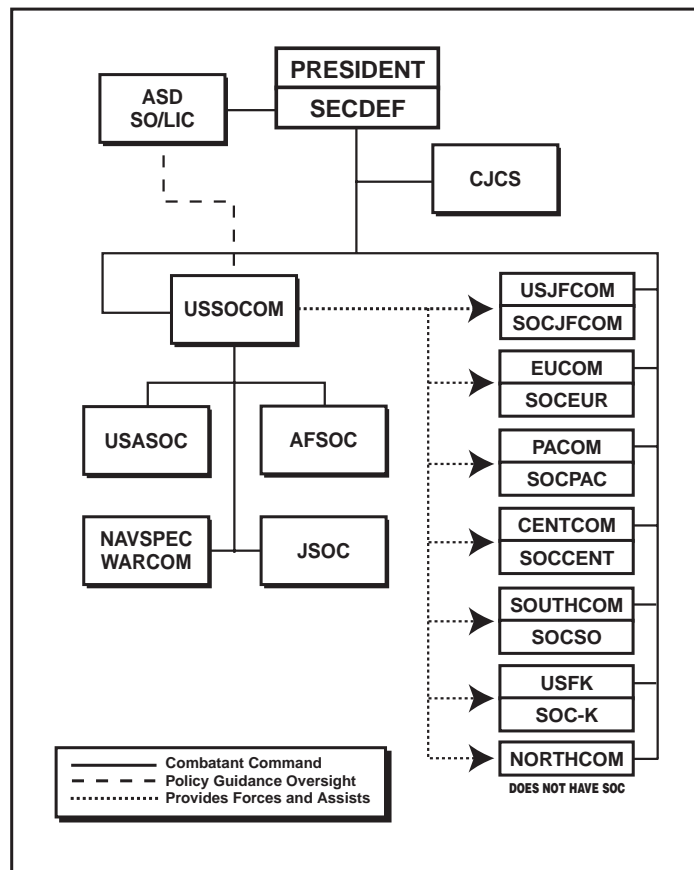 PRESIDENT
SECDEF
ASD
SO/LIC
CJCS
USSOCOM
USASOC
AFSOC
NAVSPEC
WARCOM
JSOC
USJFCOM
SOCJFCOM
EUCOM
SOCEUR
PACOM
SOCPAC
CENTCOM
SOCCENT
SOUTHCOM
SOCSO
USFK
SOC-K
NORTHCOM
DOES NOT HAVE SOC
Combatant Command
Policy Guidance Oversight
Provides Forces and Assists